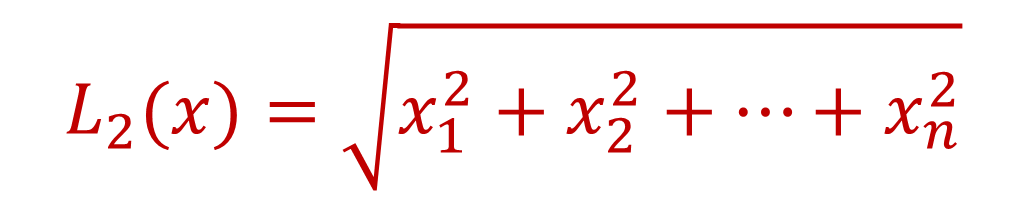 L₂(x) = √(x₁² + x₂² + ⋯ + xₙ²)